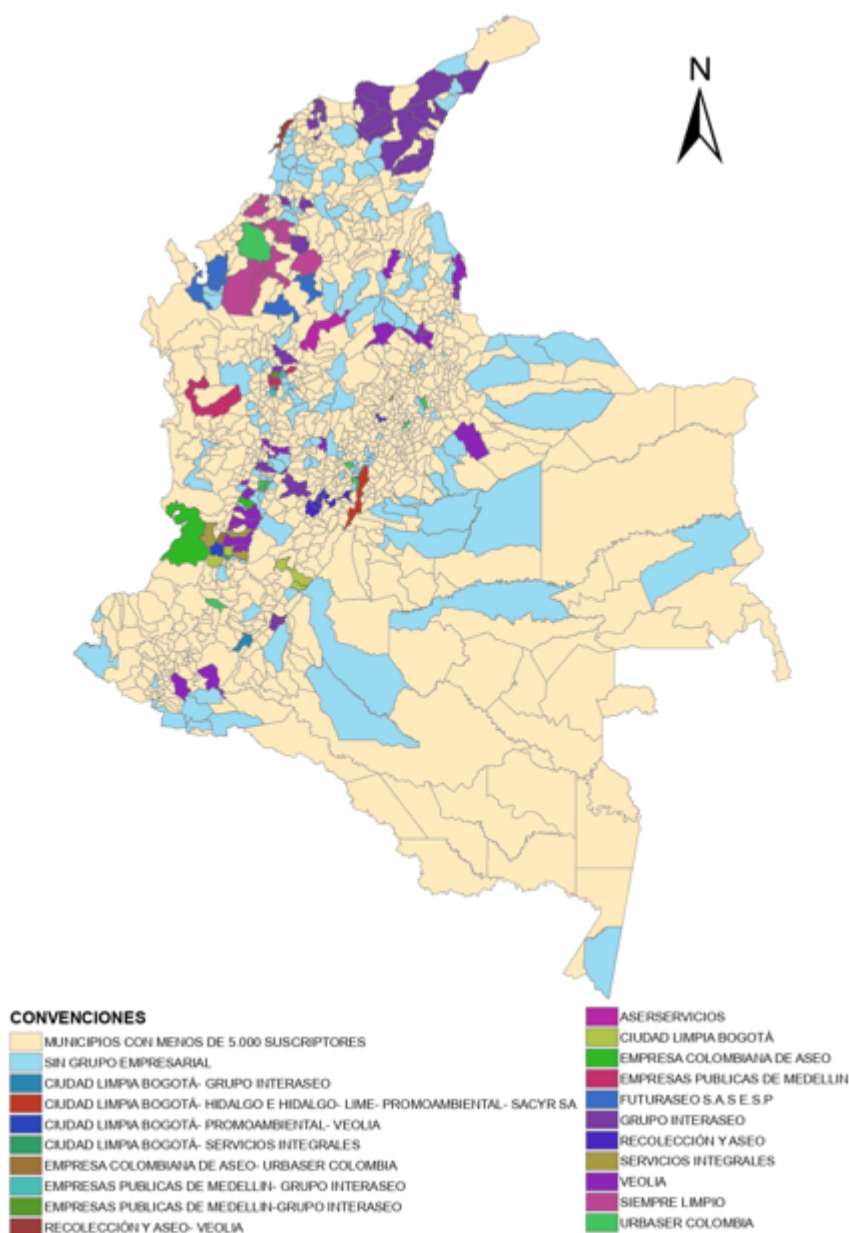 N
CONVENCIONES
MUNICIPIOS CON MENOS DE 5.000 SUSCRIPTORES
SIN GRUPO EMPRESARIAL
CIUDAD LIMPIA BOGOTÁ- GRUPO INTERASEO
CIUDAD LIMPIA BOGOTÁ- HIDALGO E HIDALGO- LIME- PROMOAMBIENTAL- SACYR SA
CIUDAD LIMPIA BOGOTÁ- PROMOAMBIENTAL- VEOLIA
CIUDAD LIMPIA BOGOTÁ- SERVICIOS INTEGRALES
EMPRESA COLOMBIANA DE ASEO- URBASER COLOMBIA
EMPRESAS PUBLICAS DE MEDELLIN- GRUPO INTERASEO
EMPRESAS PUBLICAS DE MEDELLIN-GRUPO INTERASEO
RECOLECCIÓN Y ASEO- VEOLIA
ASERSERVICIOS
CIUDAD LIMPIA BOGOTÁ
EMPRESA COLOMBIANA DE ASEO
EMPRESAS PUBLICAS DE MEDELLIN
FUTURASEO S.A.S E.S.P
GRUPO INTERASEO
RECOLECCIÓN Y ASEO
SERVICIOS INTEGRALES
VEOLIA
SIEMPRE LIMPIO
URBASER COLOMBIA